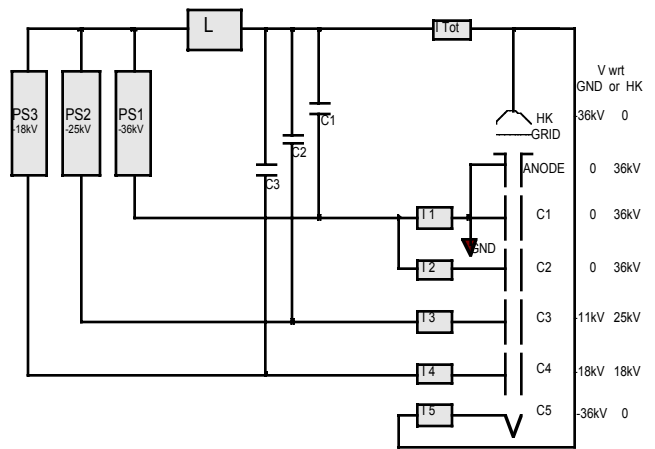 L
I Tot
V wrt
GND or HK
PS3
-18kV
PS2
-25kV
PS1
-36kV
C1
C2
C3
HK
-36kV 0
GRID
ANODE 0 36kV
I 1
C1 0 36kV
GND
I 2
C2 0 36kV
I 3
C3 -11kV 25kV
I 4
C4 -18kV 18kV
I 5
C5 -36kV 0